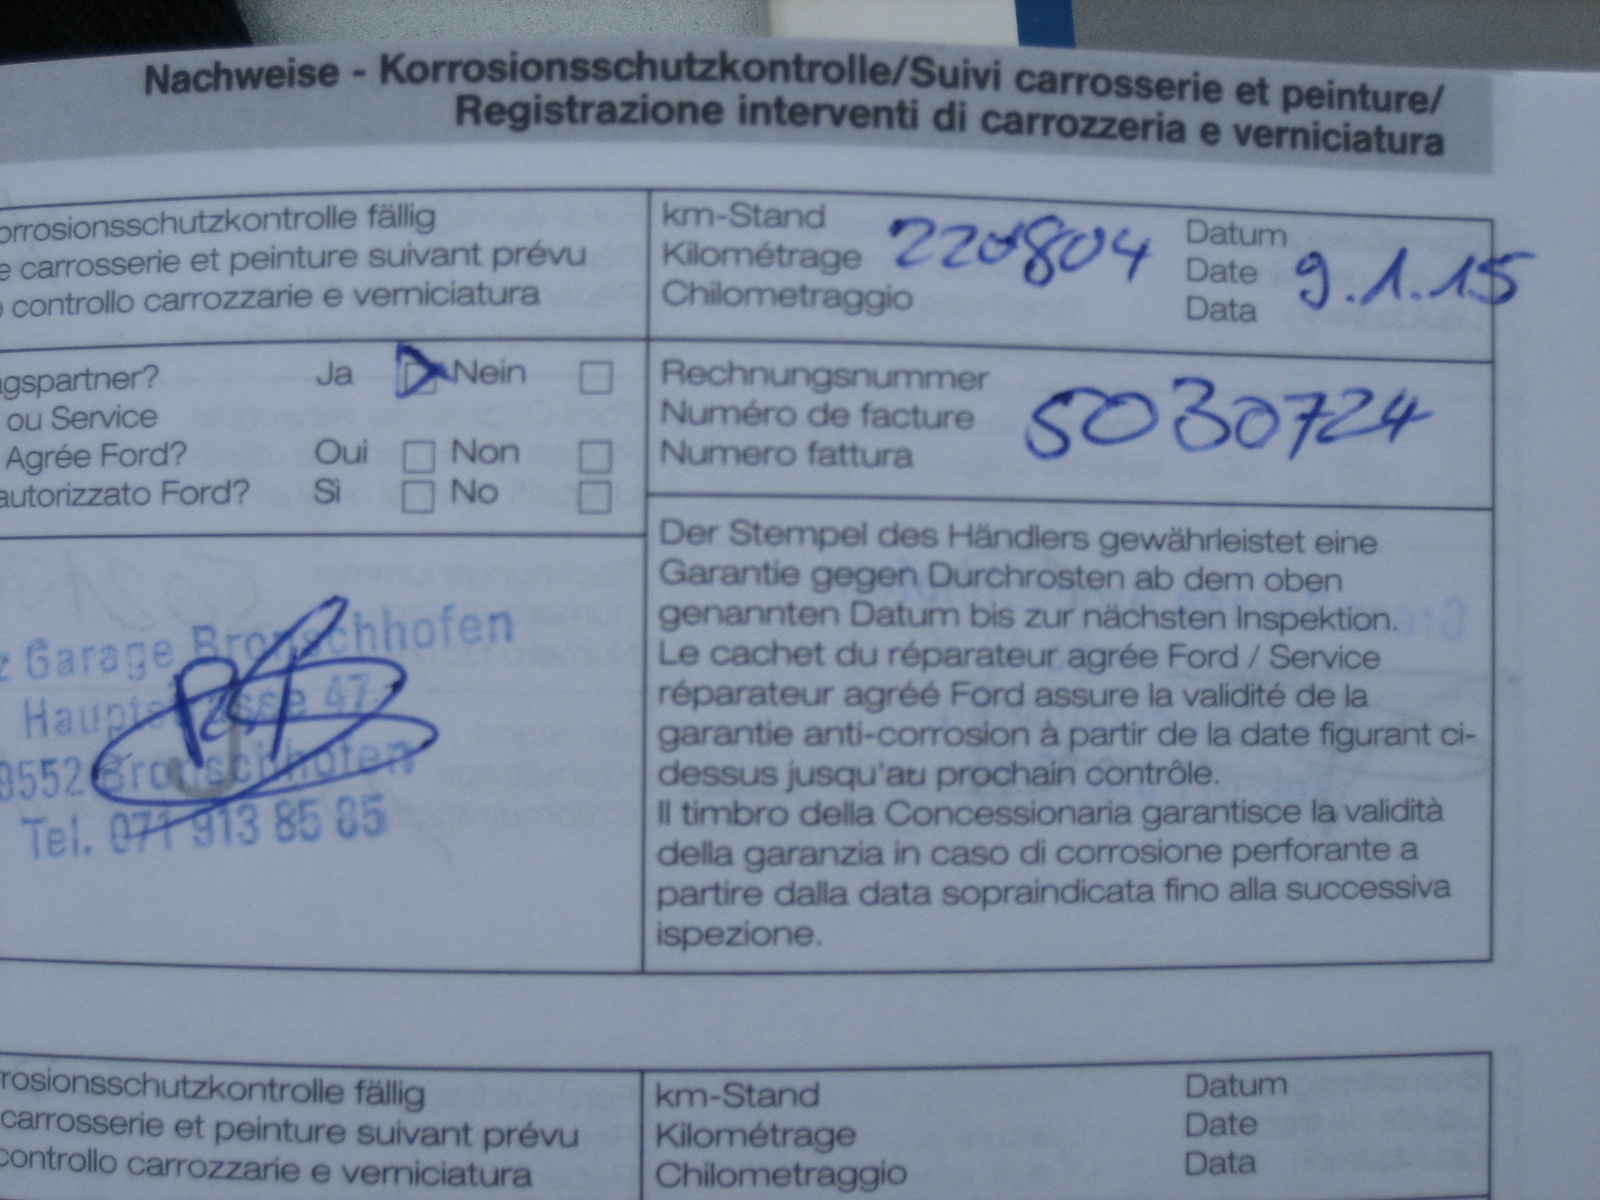 Nachweise - Korrosionsschutzkontrolle/Suivi carrosserie et peinture/
Registrazione interventi di carrozzeria e verniciatura
orrosionsschutzkontrolle fällig
e carrosserie et peinture suivant prévu
o controllo carrozzarie e verniciatura
km-Stand
Kilométrage
Chilometraggio
220804
Datum
Date
Data
9.1.15
gspartner? Ja Nein
ou Service
Agrée Ford? Oui Non
autorizzato Ford? Sì No
Rechnungsnummer
Numéro de facture
Numero fattura
5030724
z Garage Bronschhofen
Hauptstrasse 47
9552 Bronschhofen
Tel. 071 913 85 85
Der Stempel des Händlers gewährleistet eine
Garantie gegen Durchrosten ab dem oben
genannten Datum bis zur nächsten Inspektion.
Le cachet du réparateur agrée Ford / Service
réparateur agréé Ford assure la validité de la
garantie anti-corrosion à partir de la date figurant ci-
dessus jusqu'au prochain contrôle.
Il timbro della Concessionaria garantisce la validità
della garanzia in caso di corrosione perforante a
partire dalla data sopraindicata fino alla successiva
ispezione.
rosionsschutzkontrolle fällig
carrosserie et peinture suivant prévu
controllo carrozzarie e verniciatura
km-Stand
Kilométrage
Chilometraggio
Datum
Date
Data